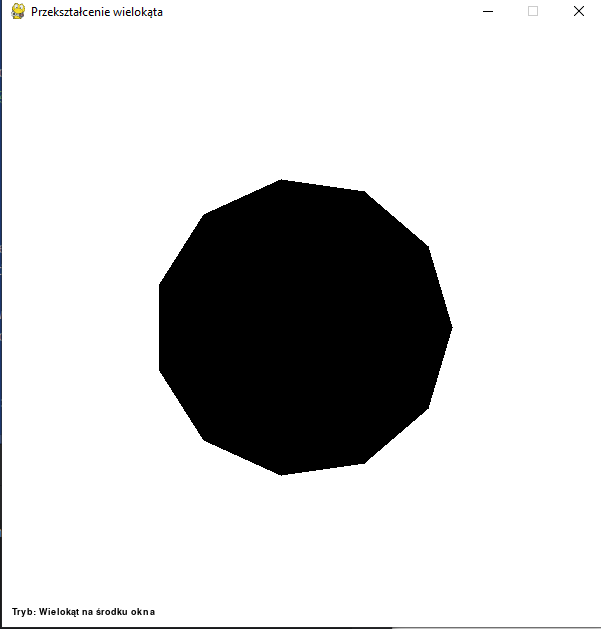 Przekształcenie wielokąta
Tryb: Wielokąt na środku okna